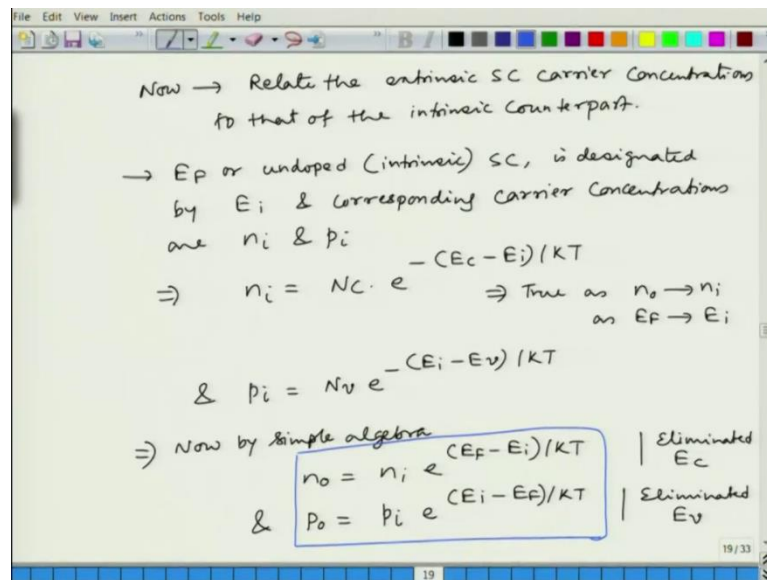 File Edit View Insert Actions Tools Help
Now → Relate the extrinsic SC carrier concentrations
to that of the intrinsic counterpart.
→ EF or undoped (intrinsic) SC, is designated
by Ei & corresponding carrier concentrations
are ni & pi
⇒ ni = Nc. e^-(Ec-Ei)/KT ⇒ True as no → ni
as EF → Ei
& pi = Nv e^-(Ei-Ev)/KT
⇒ Now by simple algebra
no = ni e^(EF-Ei)/KT | Eliminated Ec
& Po = pi e^(Ei-EF)/KT | Eliminated Ev
19/33
19